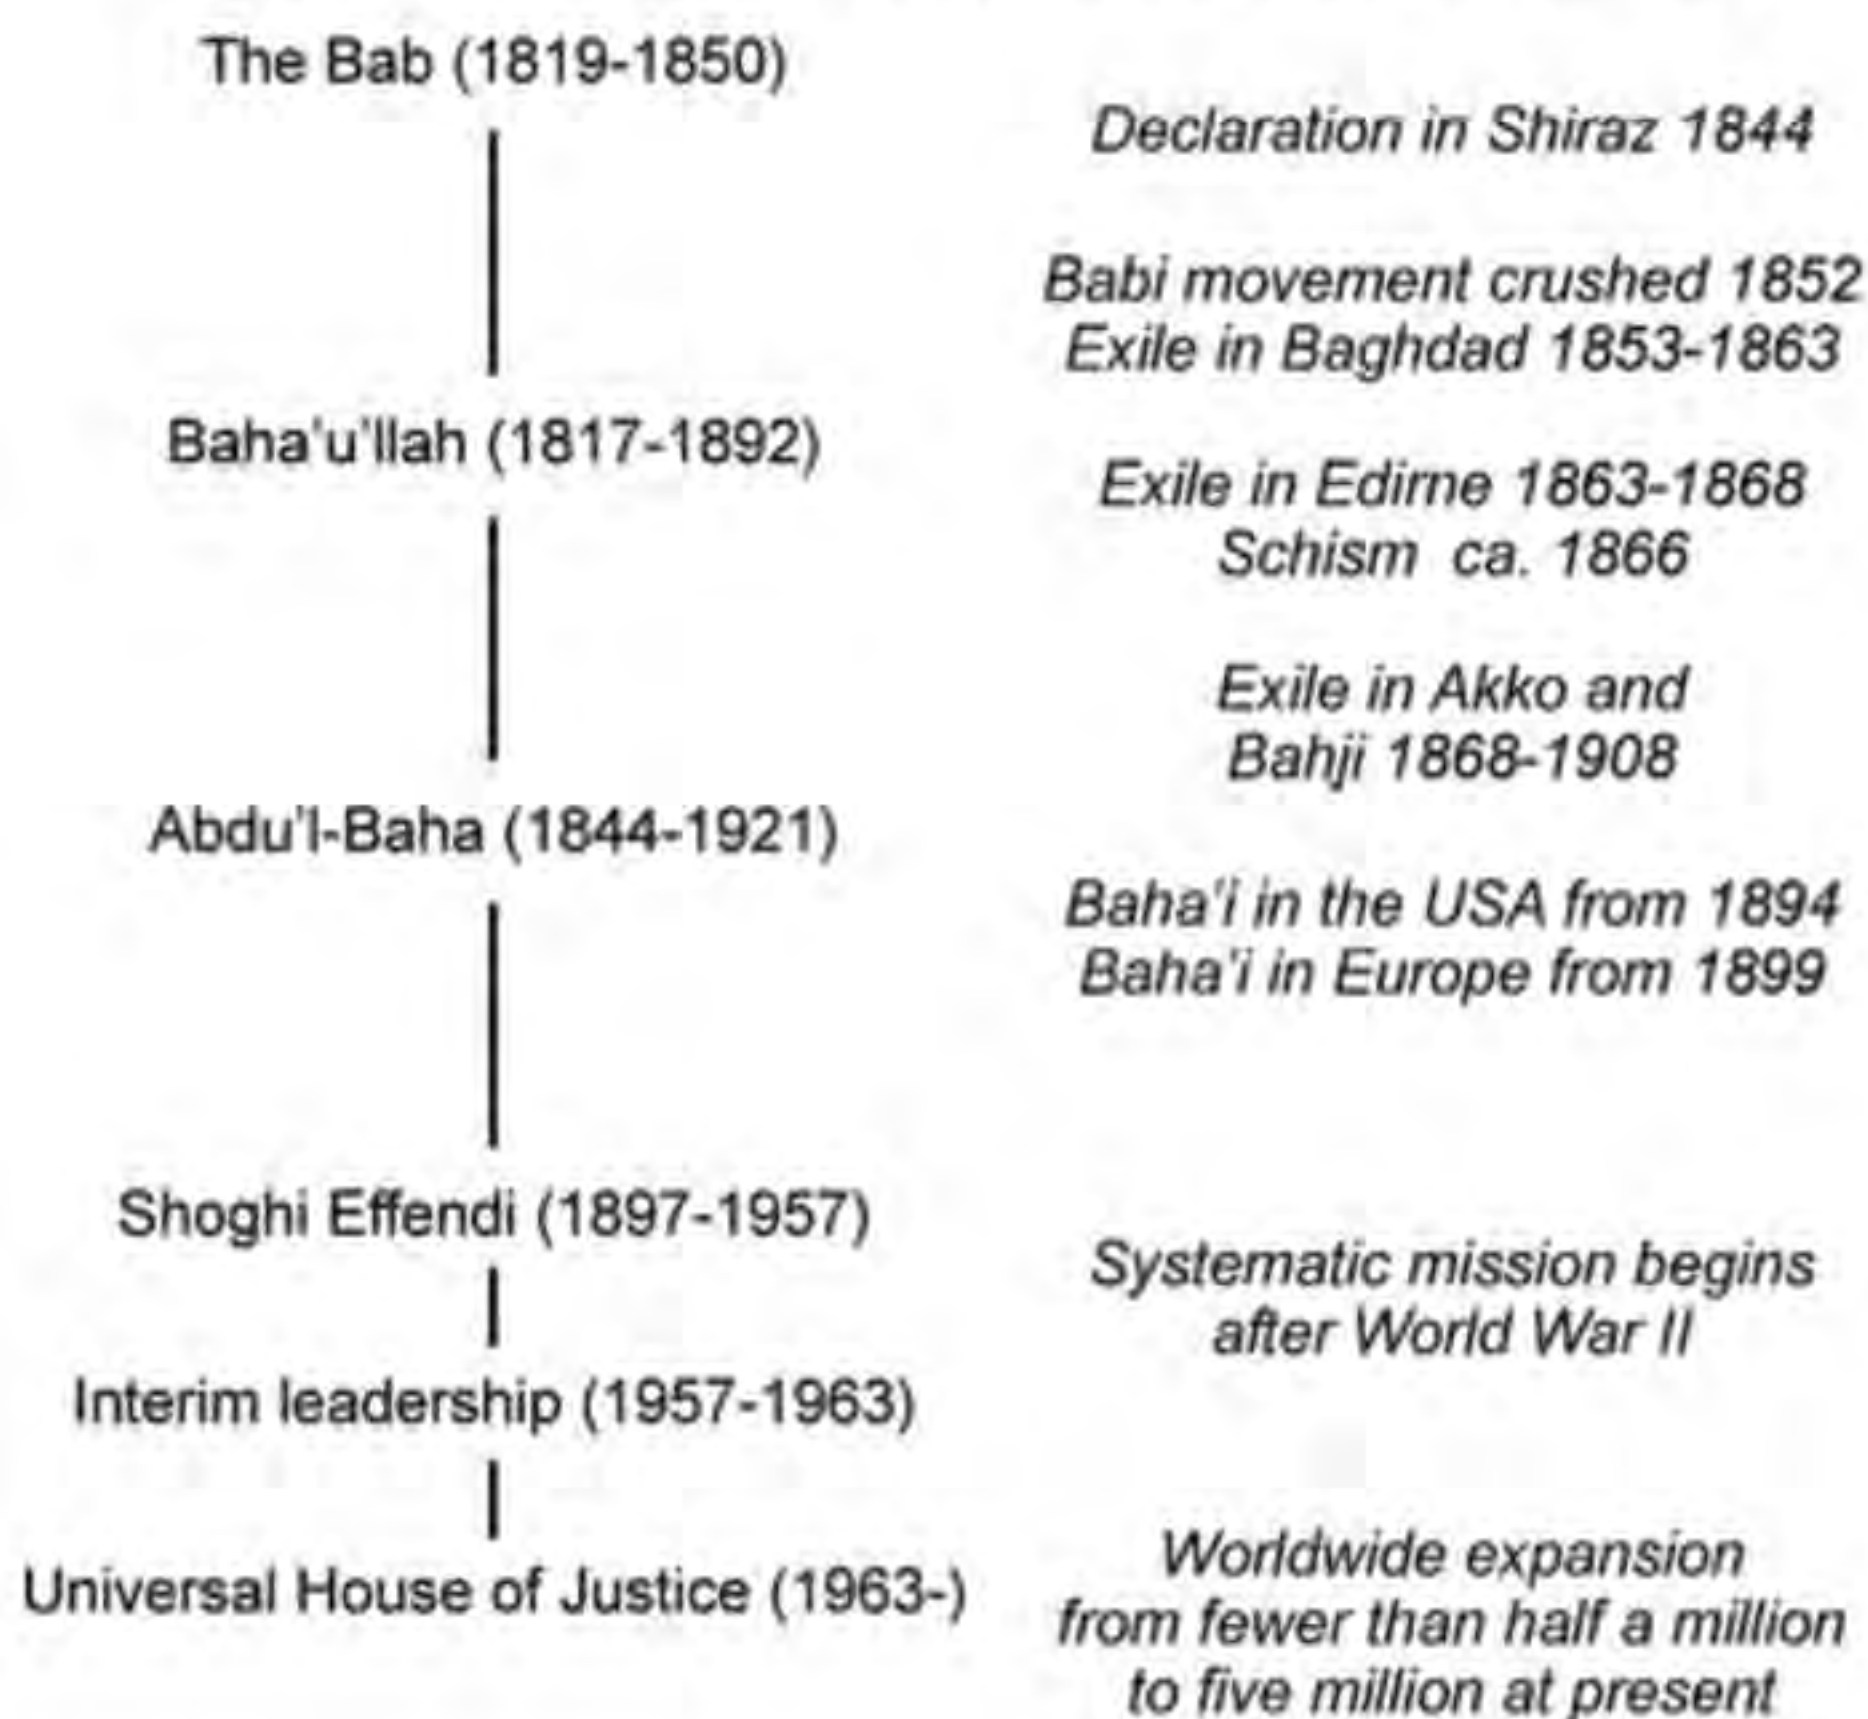 The Bab (1819-1850)
Declaration in Shiraz 1844
Babi movement crushed 1852
Exile in Baghdad 1853-1863
Baha'u'llah (1817-1892)
Exile in Edirne 1863-1868
Schism ca. 1866
Exile in Akko and
Bahji 1868-1908
Abdu'l-Baha (1844-1921)
Baha'i in the USA from 1894
Baha'i in Europe from 1899
Shoghi Effendi (1897-1957)
Systematic mission begins
after World War II
Interim leadership (1957-1963)
Universal House of Justice (1963-)
Worldwide expansion
from fewer than half a million
to five million at present